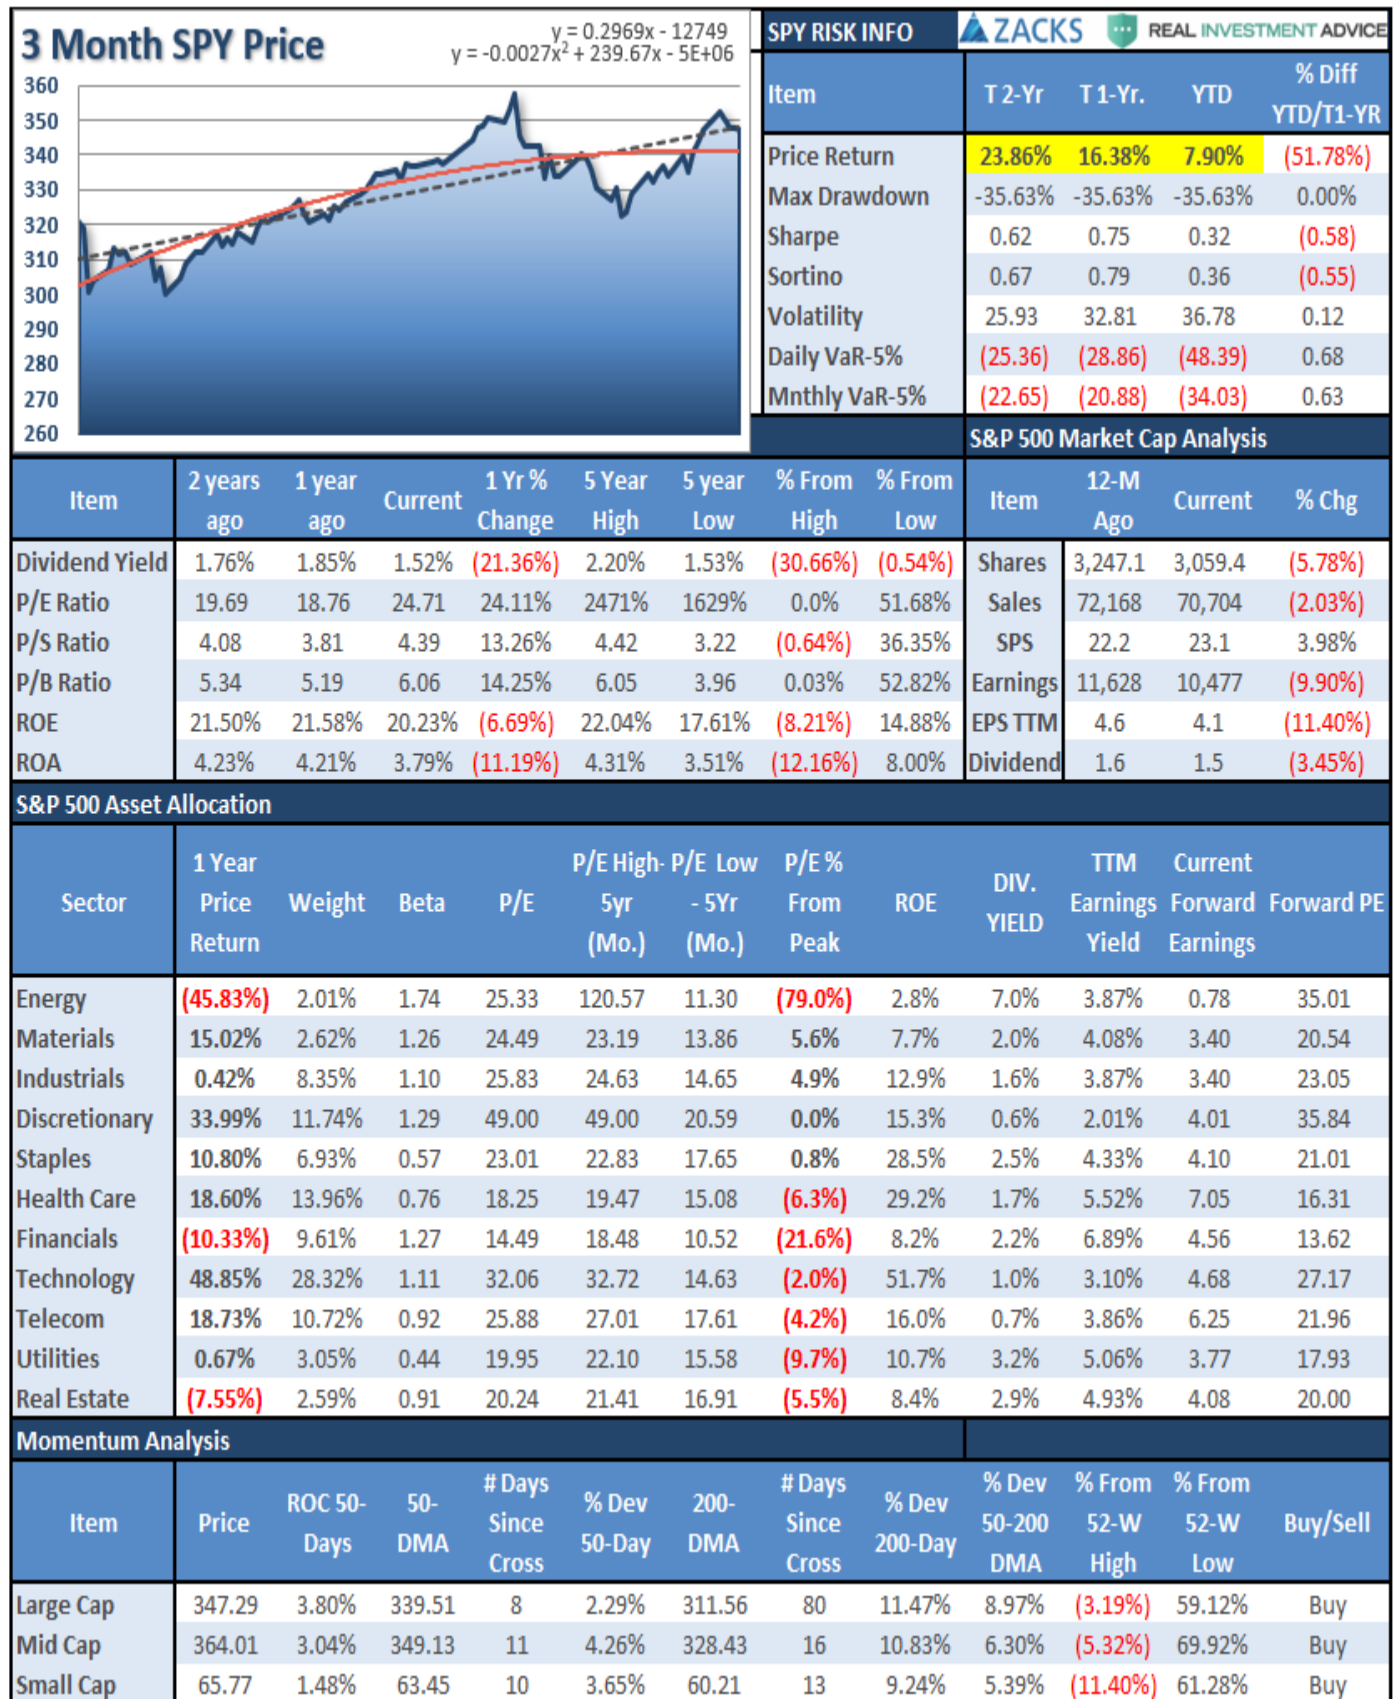 3 Month SPY Price
y = 0.2969x - 12749
y = -0.0027x² + 239.67x - 5E+06
360
350
340
330
320
310
300
290
280
270
260
SPY RISK INFO ZACKS REAL INVESTMENT ADVICE
Item T 2-Yr T 1-Yr. YTD % Diff YTD/T1-YR
Price Return 23.86% 16.38% 7.90% (51.78%)
Max Drawdown -35.63% -35.63% -35.63% 0.00%
Sharpe 0.62 0.75 0.32 (0.58)
Sortino 0.67 0.79 0.36 (0.55)
Volatility 25.93 32.81 36.78 0.12
Daily VaR-5% (25.36) (28.86) (48.39) 0.68
Mnthly VaR-5% (22.65) (20.88) (34.03) 0.63
S&P 500 Market Cap Analysis
Item 2 years ago 1 year ago Current 1 Yr % Change 5 Year High 5 year Low % From High % From Low Item 12-M Ago Current % Chg
Dividend Yield 1.76% 1.85% 1.52% (21.36%) 2.20% 1.53% (30.66%) (0.54%) Shares 3,247.1 3,059.4 (5.78%)
P/E Ratio 19.69 18.76 24.71 24.11% 2471% 1629% 0.0% 51.68% Sales 72,168 70,704 (2.03%)
P/S Ratio 4.08 3.81 4.39 13.26% 4.42 3.22 (0.64%) 36.35% SPS 22.2 23.1 3.98%
P/B Ratio 5.34 5.19 6.06 14.25% 6.05 3.96 0.03% 52.82% Earnings 11,628 10,477 (9.90%)
ROE 21.50% 21.58% 20.23% (6.69%) 22.04% 17.61% (8.21%) 14.88% EPS TTM 4.6 4.1 (11.40%)
ROA 4.23% 4.21% 3.79% (11.19%) 4.31% 3.51% (12.16%) 8.00% Dividend 1.6 1.5 (3.45%)
S&P 500 Asset Allocation
Sector 1 Year Price Return Weight Beta P/E P/E High- 5yr (Mo.) P/E Low - 5Yr (Mo.) P/E % From Peak ROE DIV. YIELD TTM Earnings Yield Current Forward Earnings Forward PE
Energy (45.83%) 2.01% 1.74 25.33 120.57 11.30 (79.0%) 2.8% 7.0% 3.87% 0.78 35.01
Materials 15.02% 2.62% 1.26 24.49 23.19 13.86 5.6% 7.7% 2.0% 4.08% 3.40 20.54
Industrials 0.42% 8.35% 1.10 25.83 24.63 14.65 4.9% 12.9% 1.6% 3.87% 3.40 23.05
Discretionary 33.99% 11.74% 1.29 49.00 49.00 20.59 0.0% 15.3% 0.6% 2.01% 4.01 35.84
Staples 10.80% 6.93% 0.57 23.01 22.83 17.65 0.8% 28.5% 2.5% 4.33% 4.10 21.01
Health Care 18.60% 13.96% 0.76 18.25 19.47 15.08 (6.3%) 29.2% 1.7% 5.52% 7.05 16.31
Financials (10.33%) 9.61% 1.27 14.49 18.48 10.52 (21.6%) 8.2% 2.2% 6.89% 4.56 13.62
Technology 48.85% 28.32% 1.11 32.06 32.72 14.63 (2.0%) 51.7% 1.0% 3.10% 4.68 27.17
Telecom 18.73% 10.72% 0.92 25.88 27.01 17.61 (4.2%) 16.0% 0.7% 3.86% 6.25 21.96
Utilities 0.67% 3.05% 0.44 19.95 22.10 15.58 (9.7%) 10.7% 3.2% 5.06% 3.77 17.93
Real Estate (7.55%) 2.59% 0.91 20.24 21.41 16.91 (5.5%) 8.4% 2.9% 4.93% 4.08 20.00
Momentum Analysis
Item Price ROC 50-Days 50-DMA # Days Since Cross % Dev 50-Day 200-DMA # Days Since Cross % Dev 200-Day % Dev 50-200 DMA % From 52-W High % From 52-W Low Buy/Sell
Large Cap 347.29 3.80% 339.51 8 2.29% 311.56 80 11.47% 8.97% (3.19%) 59.12% Buy
Mid Cap 364.01 3.04% 349.13 11 4.26% 328.43 16 10.83% 6.30% (5.32%) 69.92% Buy
Small Cap 65.77 1.48% 63.45 10 3.65% 60.21 13 9.24% 5.39% (11.40%) 61.28% Buy